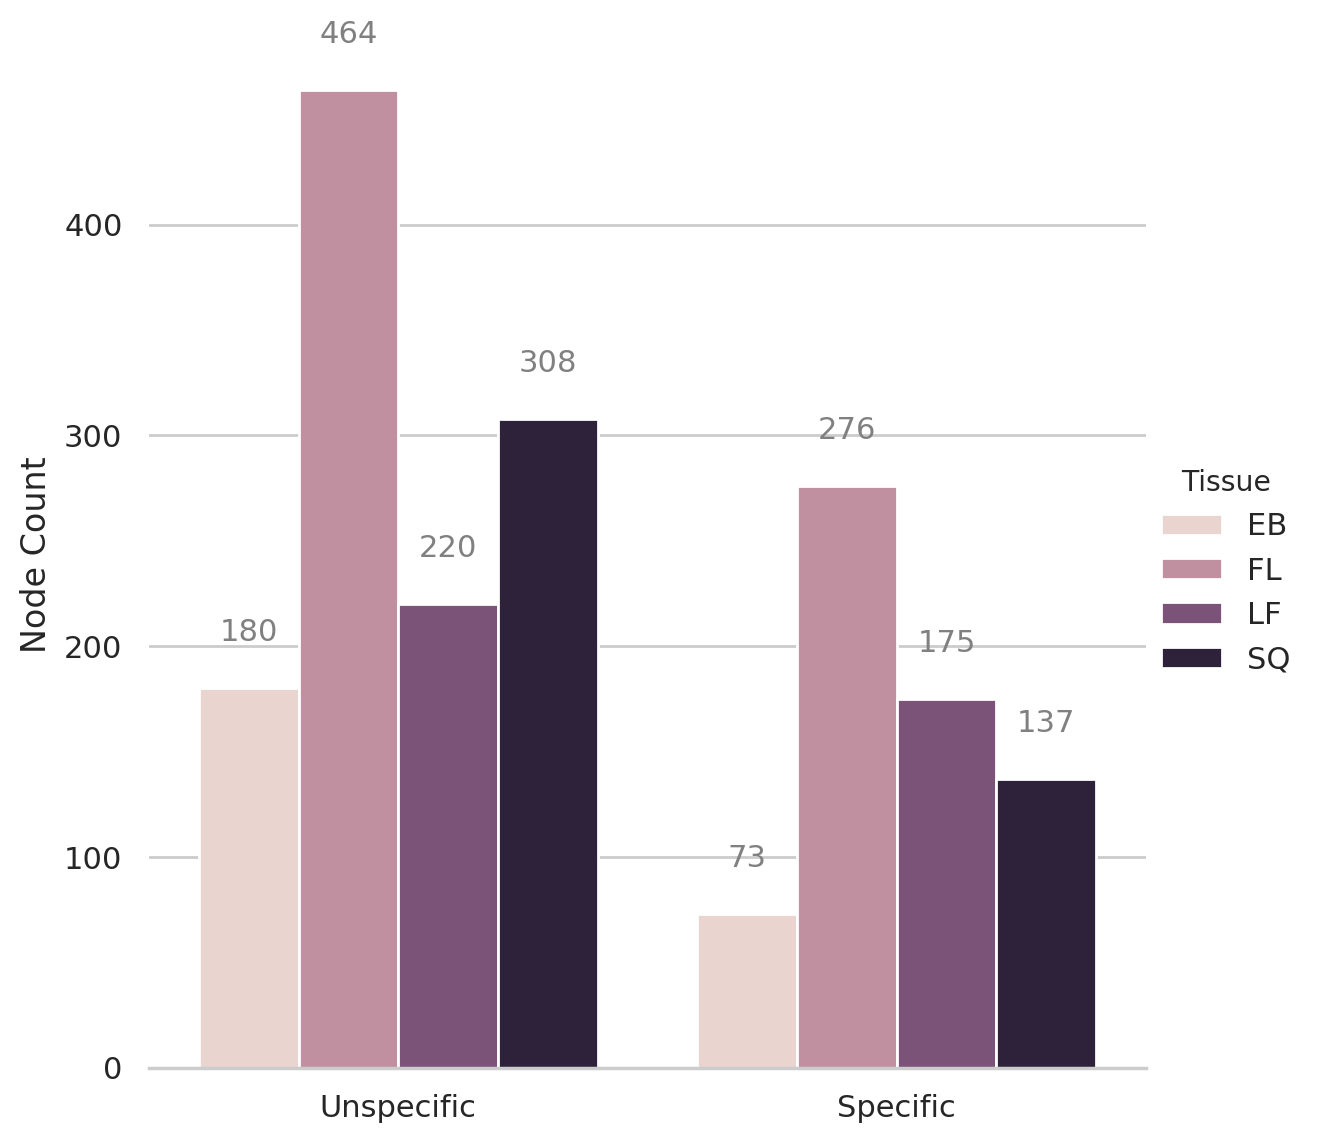 464
400
308
300
276
Node Count
Tissue
EB
FL
LF
SQ
220
180
200
175
137
100
73
0
Unspecific
Specific